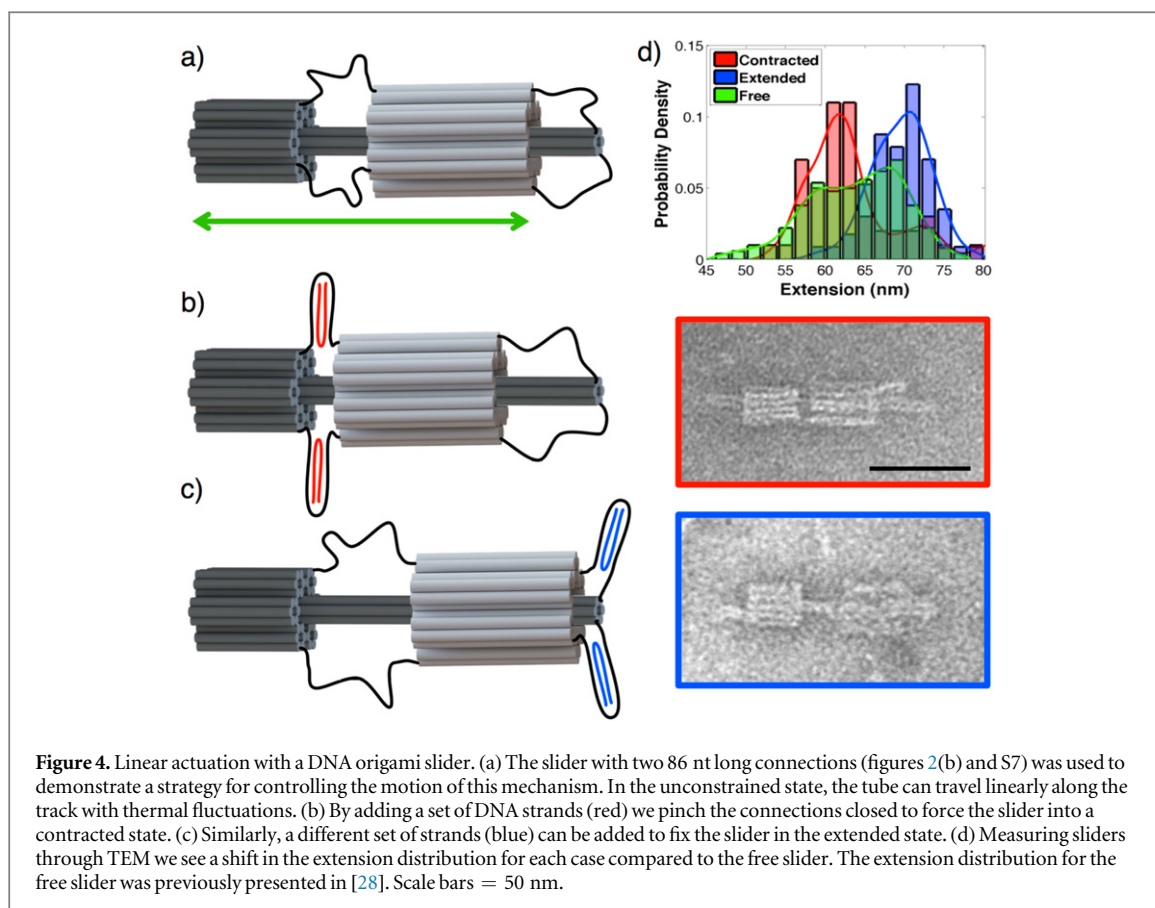 a)
b)
c)
d)
0.15
0.1
0.05
0
Probability Density
Contracted
Extended
Free
45 50 55 60 65 70 75 80
Extension (nm)
Figure 4. Linear actuation with a DNA origami slider. (a) The slider with two 86 nt long connections (figures 2(b) and S7) was used to
demonstrate a strategy for controlling the motion of this mechanism. In the unconstrained state, the tube can travel linearly along the
track with thermal fluctuations. (b) By adding a set of DNA strands (red) we pinch the connections closed to force the slider into a
contracted state. (c) Similarly, a different set of strands (blue) can be added to fix the slider in the extended state. (d) Measuring sliders
through TEM we see a shift in the extension distribution for each case compared to the free slider. The extension distribution for the
free slider was previously presented in [28]. Scale bars = 50 nm.